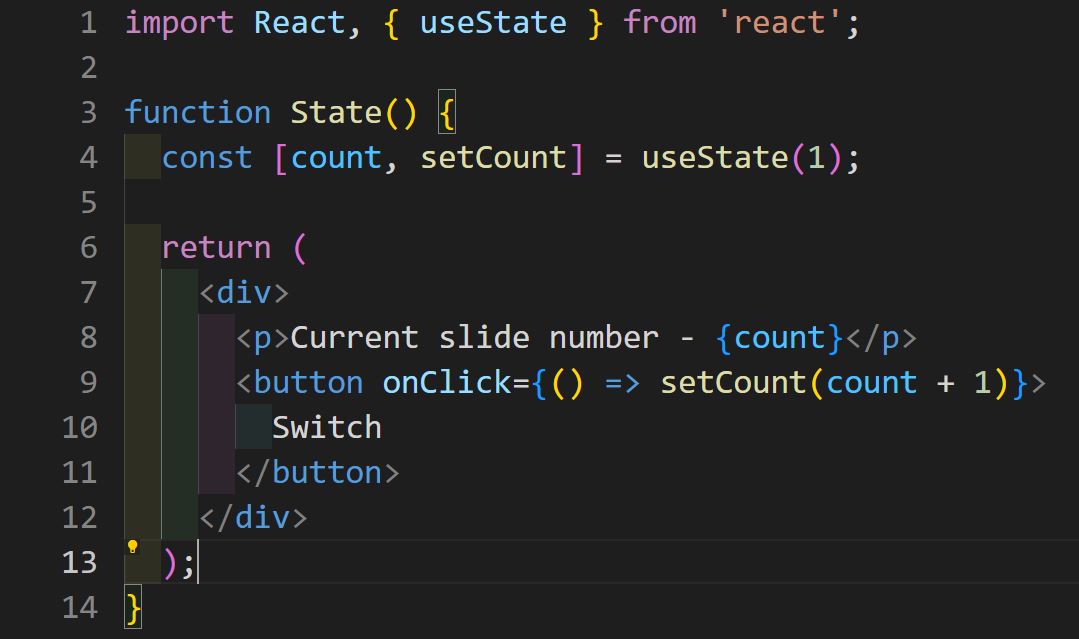 1 import React, { useState } from 'react';
2
3 function State() {
4   const [count, setCount] = useState(1);
5
6   return (
7     <div>
8       <p>Current slide number - {count}</p>
9       <button onClick={() => setCount(count + 1)}>
10         Switch
11       </button>
12     </div>
13   );
14 }